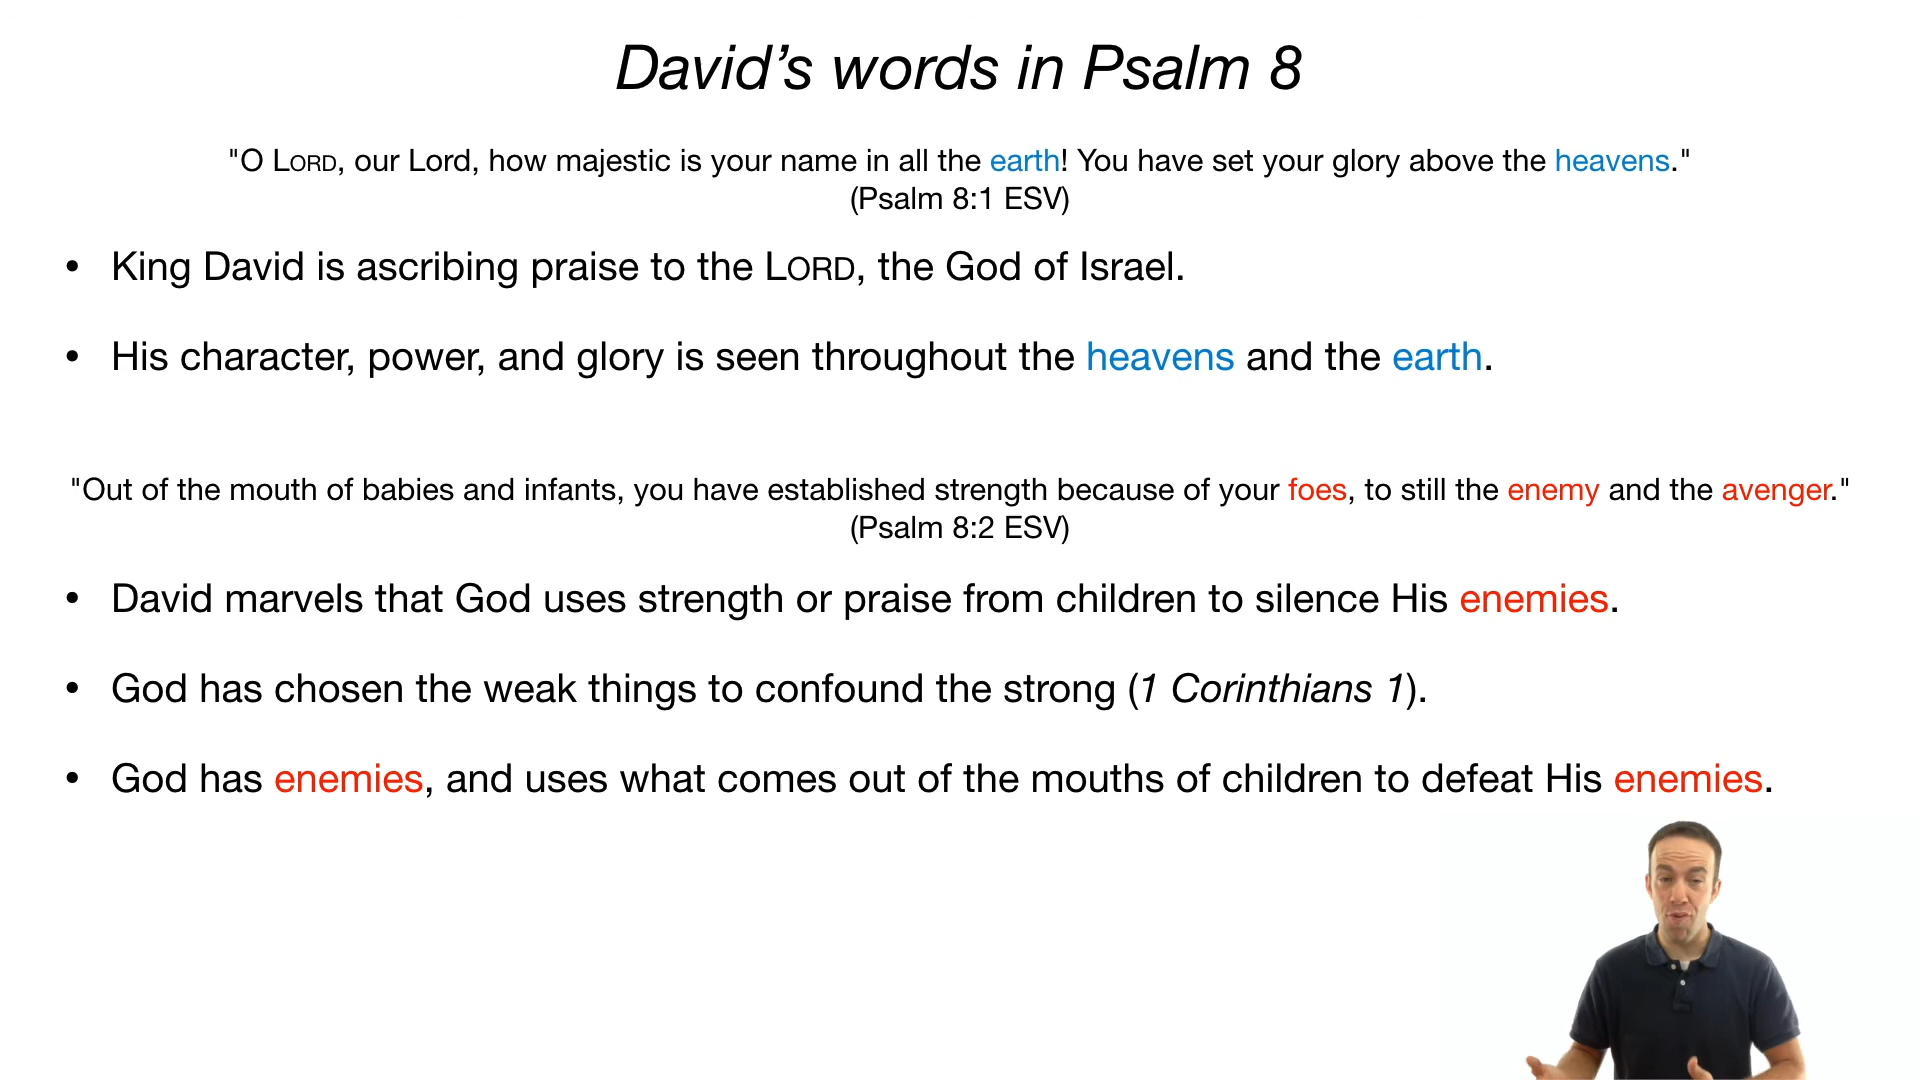 David’s words in Psalm 8
"O LORD, our Lord, how majestic is your name in all the earth! You have set your glory above the heavens."
(Psalm 8:1 ESV)
• King David is ascribing praise to the LORD, the God of Israel.
• His character, power, and glory is seen throughout the heavens and the earth.
"Out of the mouth of babies and infants, you have established strength because of your foes, to still the enemy and the avenger."
(Psalm 8:2 ESV)
• David marvels that God uses strength or praise from children to silence His enemies.
• God has chosen the weak things to confound the strong (1 Corinthians 1).
• God has enemies, and uses what comes out of the mouths of children to defeat His enemies.